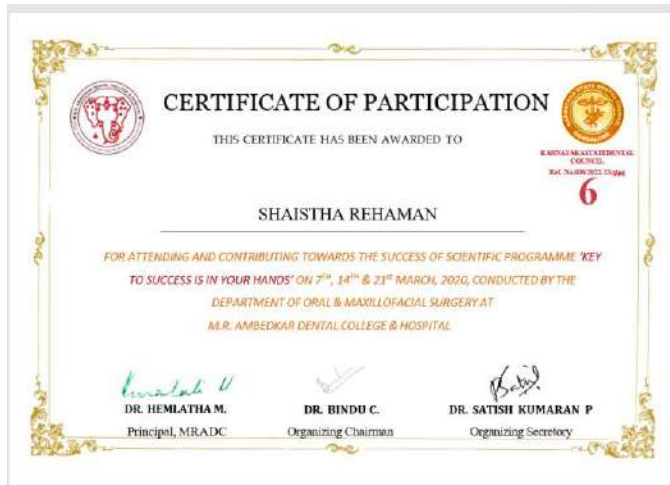 CERTIFICATE OF PARTICIPATION
THIS CERTIFICATE HAS BEEN AWARDED TO
KARNATAKA STATE DENTAL
COUNCIL
Ref. No:
6
SHAISTHA REHAMAN
FOR ATTENDING AND CONTRIBUTING TOWARDS THE SUCCESS OF SCIENTIFIC PROGRAMME 'KEY
TO SUCCESS IS IN YOUR HANDS' ON 7TH, 14TH & 21ST MARCH, 2020, CONDUCTED BY THE
DEPARTMENT OF ORAL & MAXILLOFACIAL SURGERY AT
M.R. AMBEDKAR DENTAL COLLEGE & HOSPITAL
DR. HEMLATHA M.
Principal, MRADC
DR. BINDU C.
Organizing Chairman
DR. SATISH KUMARAN P
Organizing Secretory